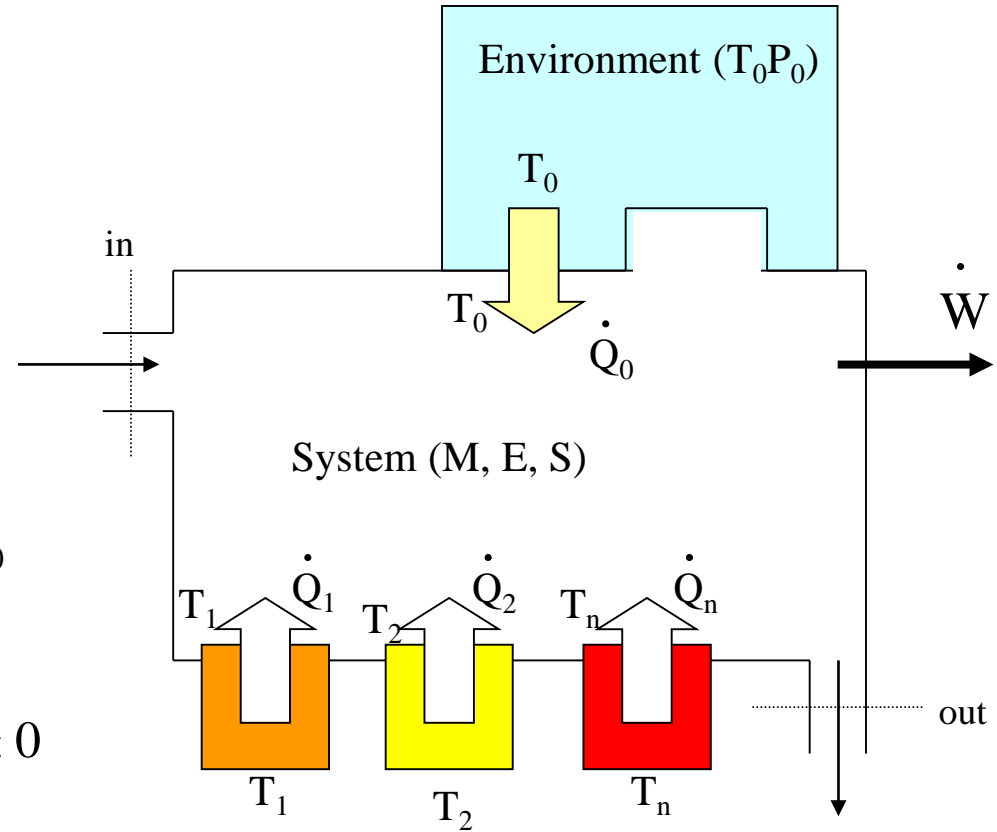 Environment (T₀P₀)
T₀
in
T₀
Q̇₀
Ẇ
System (M, E, S)
T₁ Q̇₁ T₂ Q̇₂ Tₙ Q̇ₙ
out
0
T₁ T₂ Tₙ